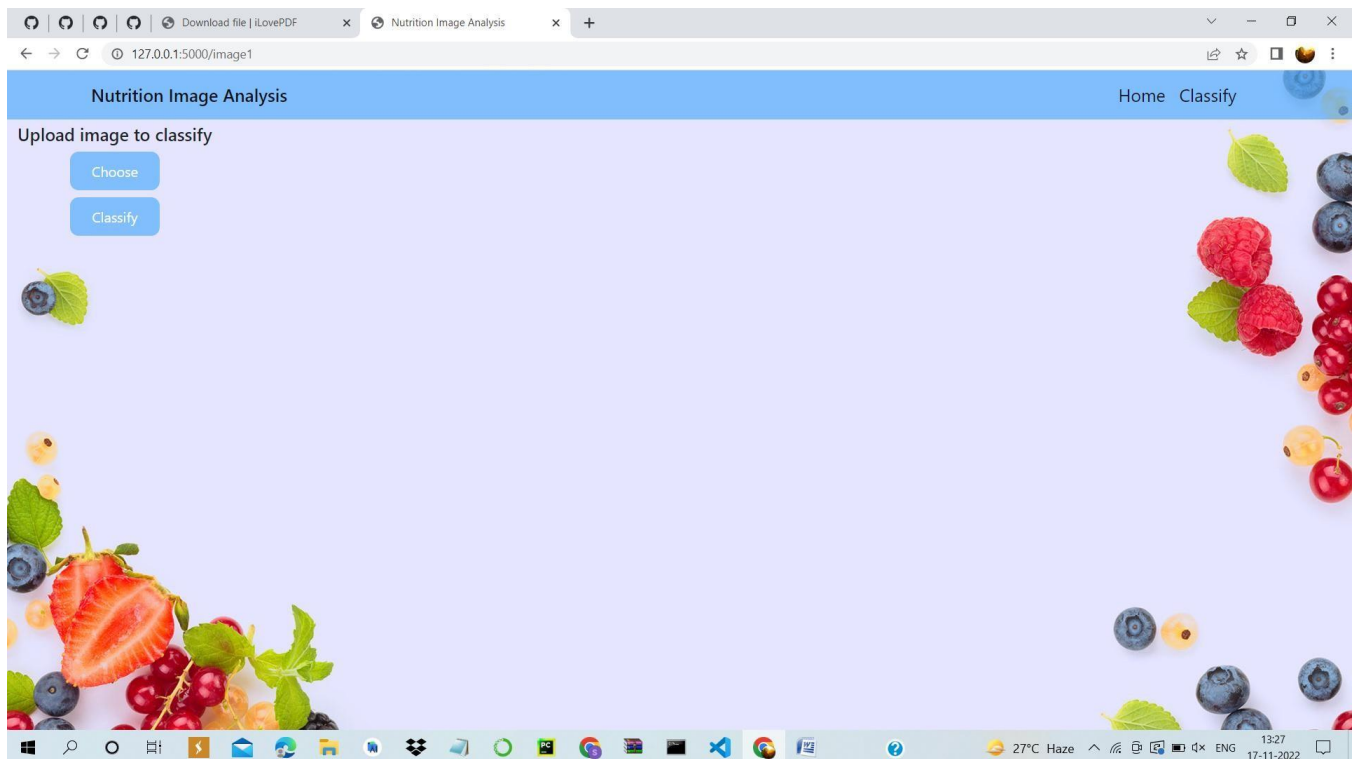 Download file | iLovePDF
Nutrition Image Analysis
127.0.0.1:5000/image1
Nutrition Image Analysis
Home Classify
Upload image to classify
Choose
Classify
PC
S
27°C Haze
ENG
13:27
17-11-2022